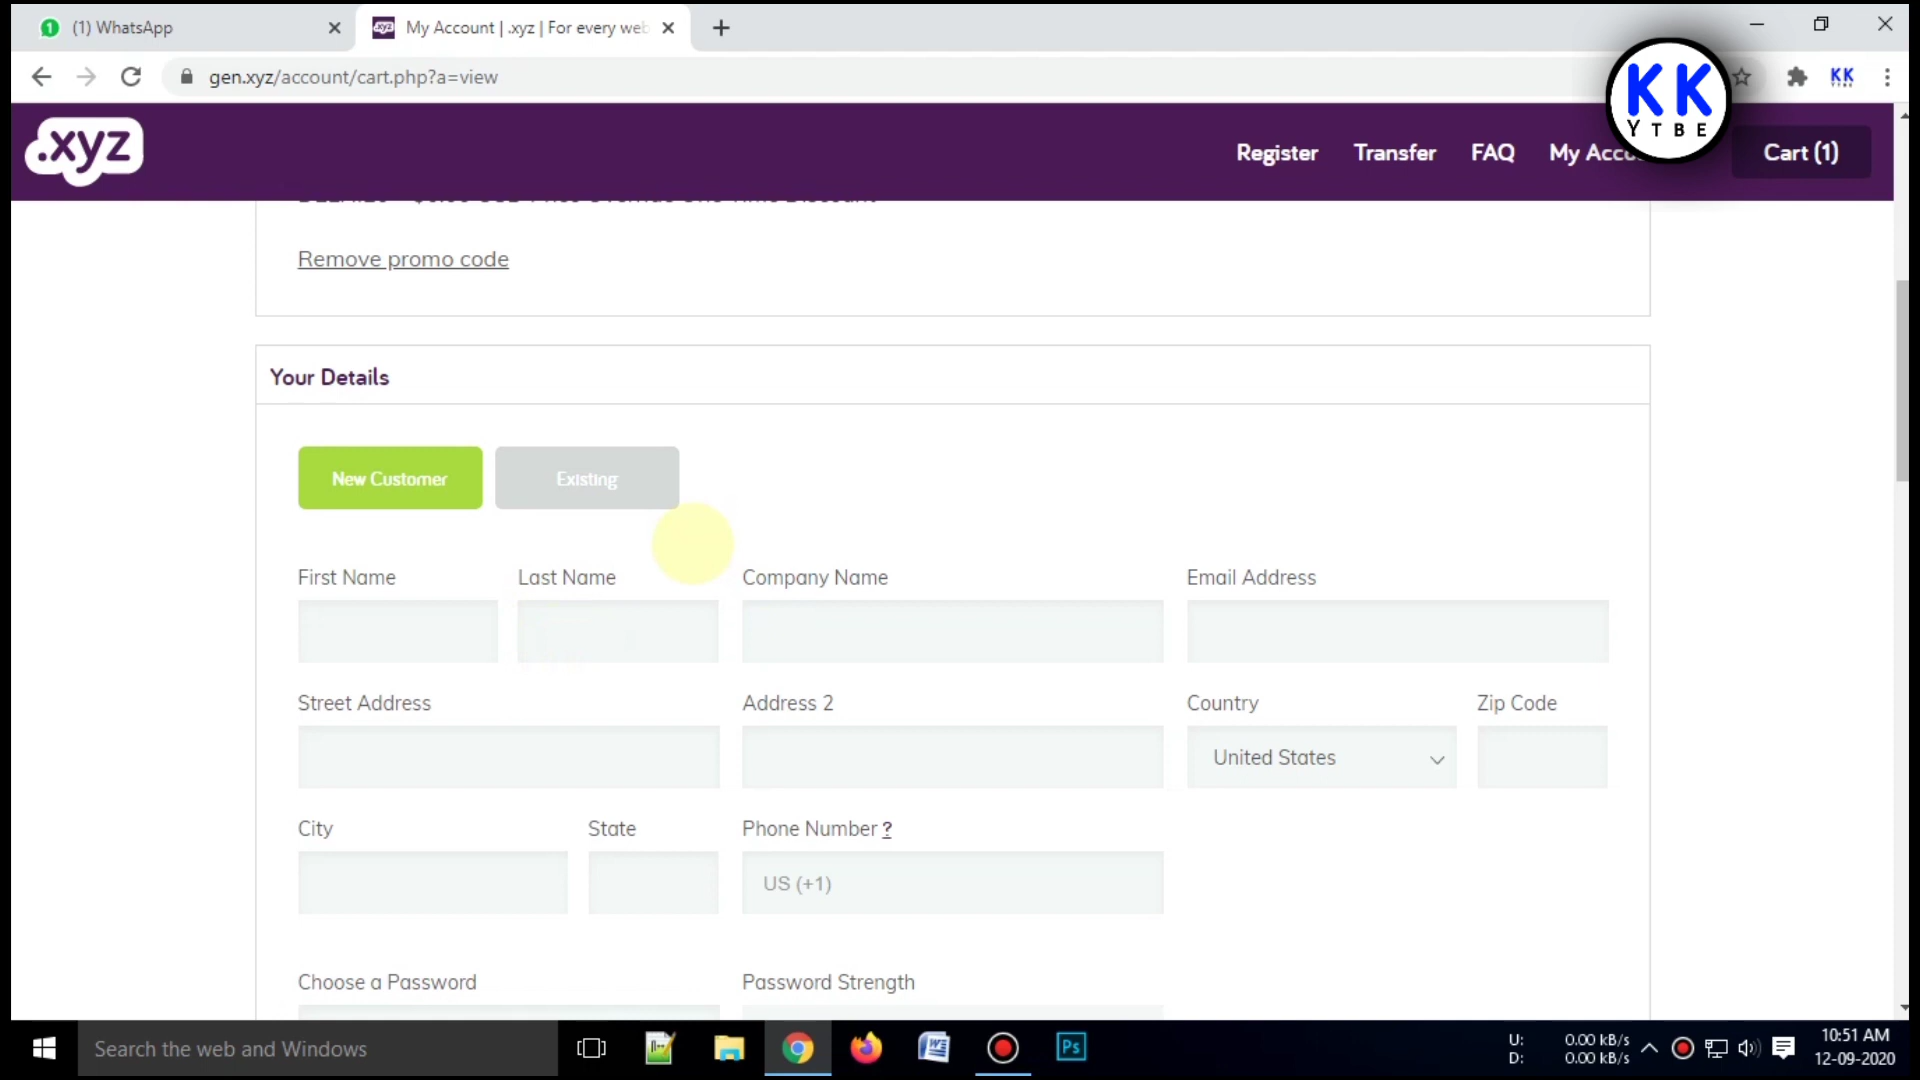 (1) WhatsApp
My Account | .xyz | For every web
gen.xyz/account/cart.php?a=view
KK
KK
YTBE
.xyz
Register Transfer FAQ My Acco
Cart (1)
Remove promo code
Your Details
New Customer Existing
First Name Last Name Company Name Email Address
Street Address Address 2 Country Zip Code
United States
City State Phone Number ?
US (+1)
Choose a Password Password Strength
Search the web and Windows
Ps
U: 0.00 kB/s
D: 0.00 kB/s
10:51 AM
12-09-2020